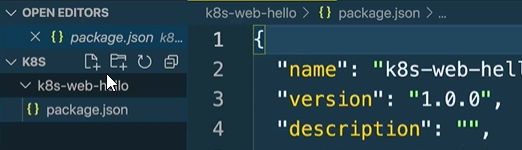 OPEN EDITORS
{} package.json k8...
K8S
k8s-web-hello
{} package.json
k8s-web-hello > {} package.json > ...
1 {
2 "name": "k8s-web-hell
3 "version": "1.0.0",
4 "description": "",